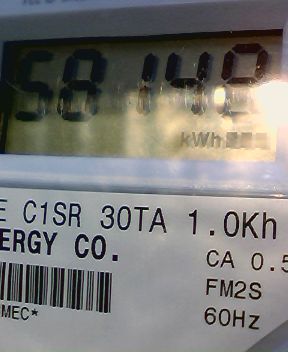 58148
kWh
E C1SR 30TA 1.0Kh
ERGY CO.
CA 0.5
FM2S
MEC*
60Hz